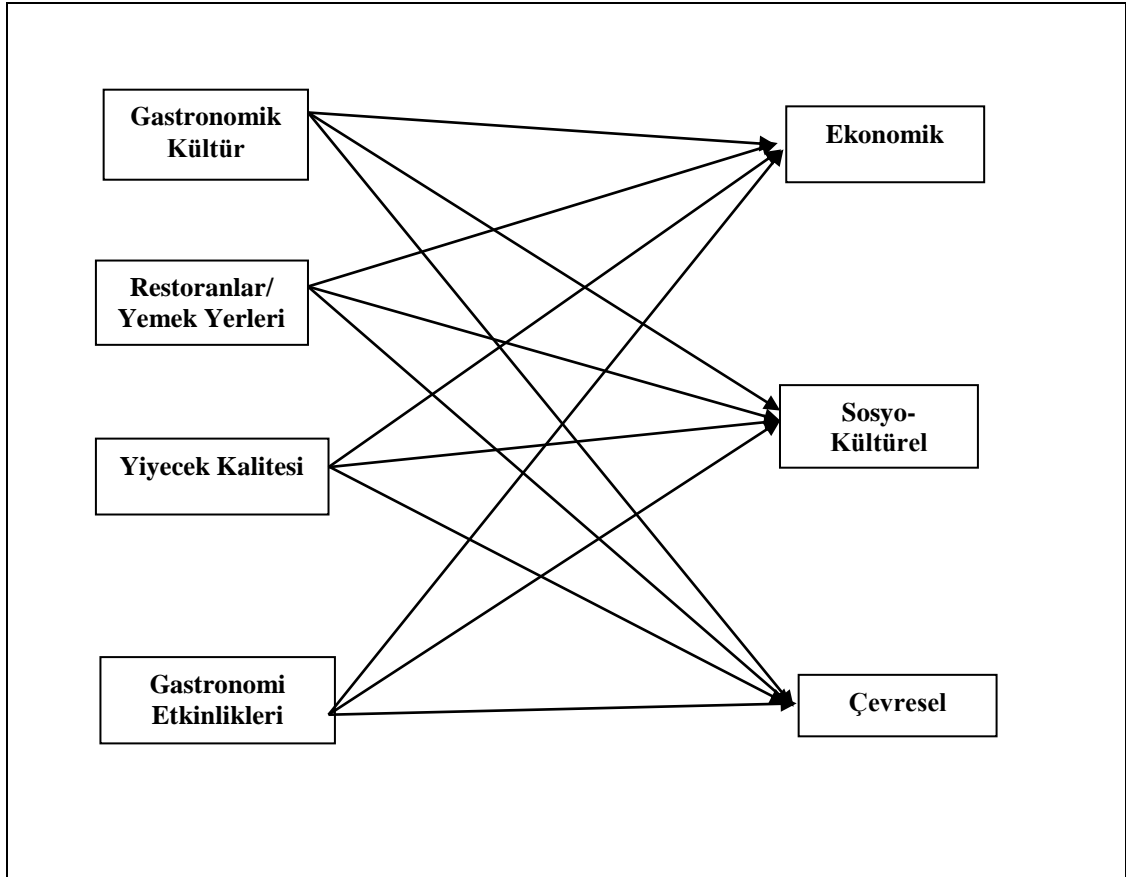 Gastronomik
Kültür
Ekonomik
Restoranlar/
Yemek Yerleri
Sosyo-
Kültürel
Yiyecek Kalitesi
Gastronomi
Etkinlikleri
Çevresel